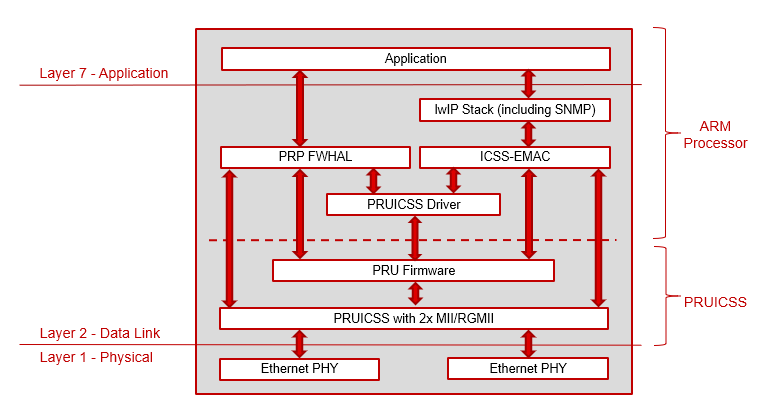 Application
Layer 7 - Application
IwIP Stack (including SNMP)
ARM
Processor
PRP FWHAL
ICSS-EMAC
PRUICSS Driver
PRU Firmware
PRUICSS
PRUICSS with 2x MII/RGMII
Layer 2 - Data Link
Layer 1 - Physical
Ethernet PHY
Ethernet PHY